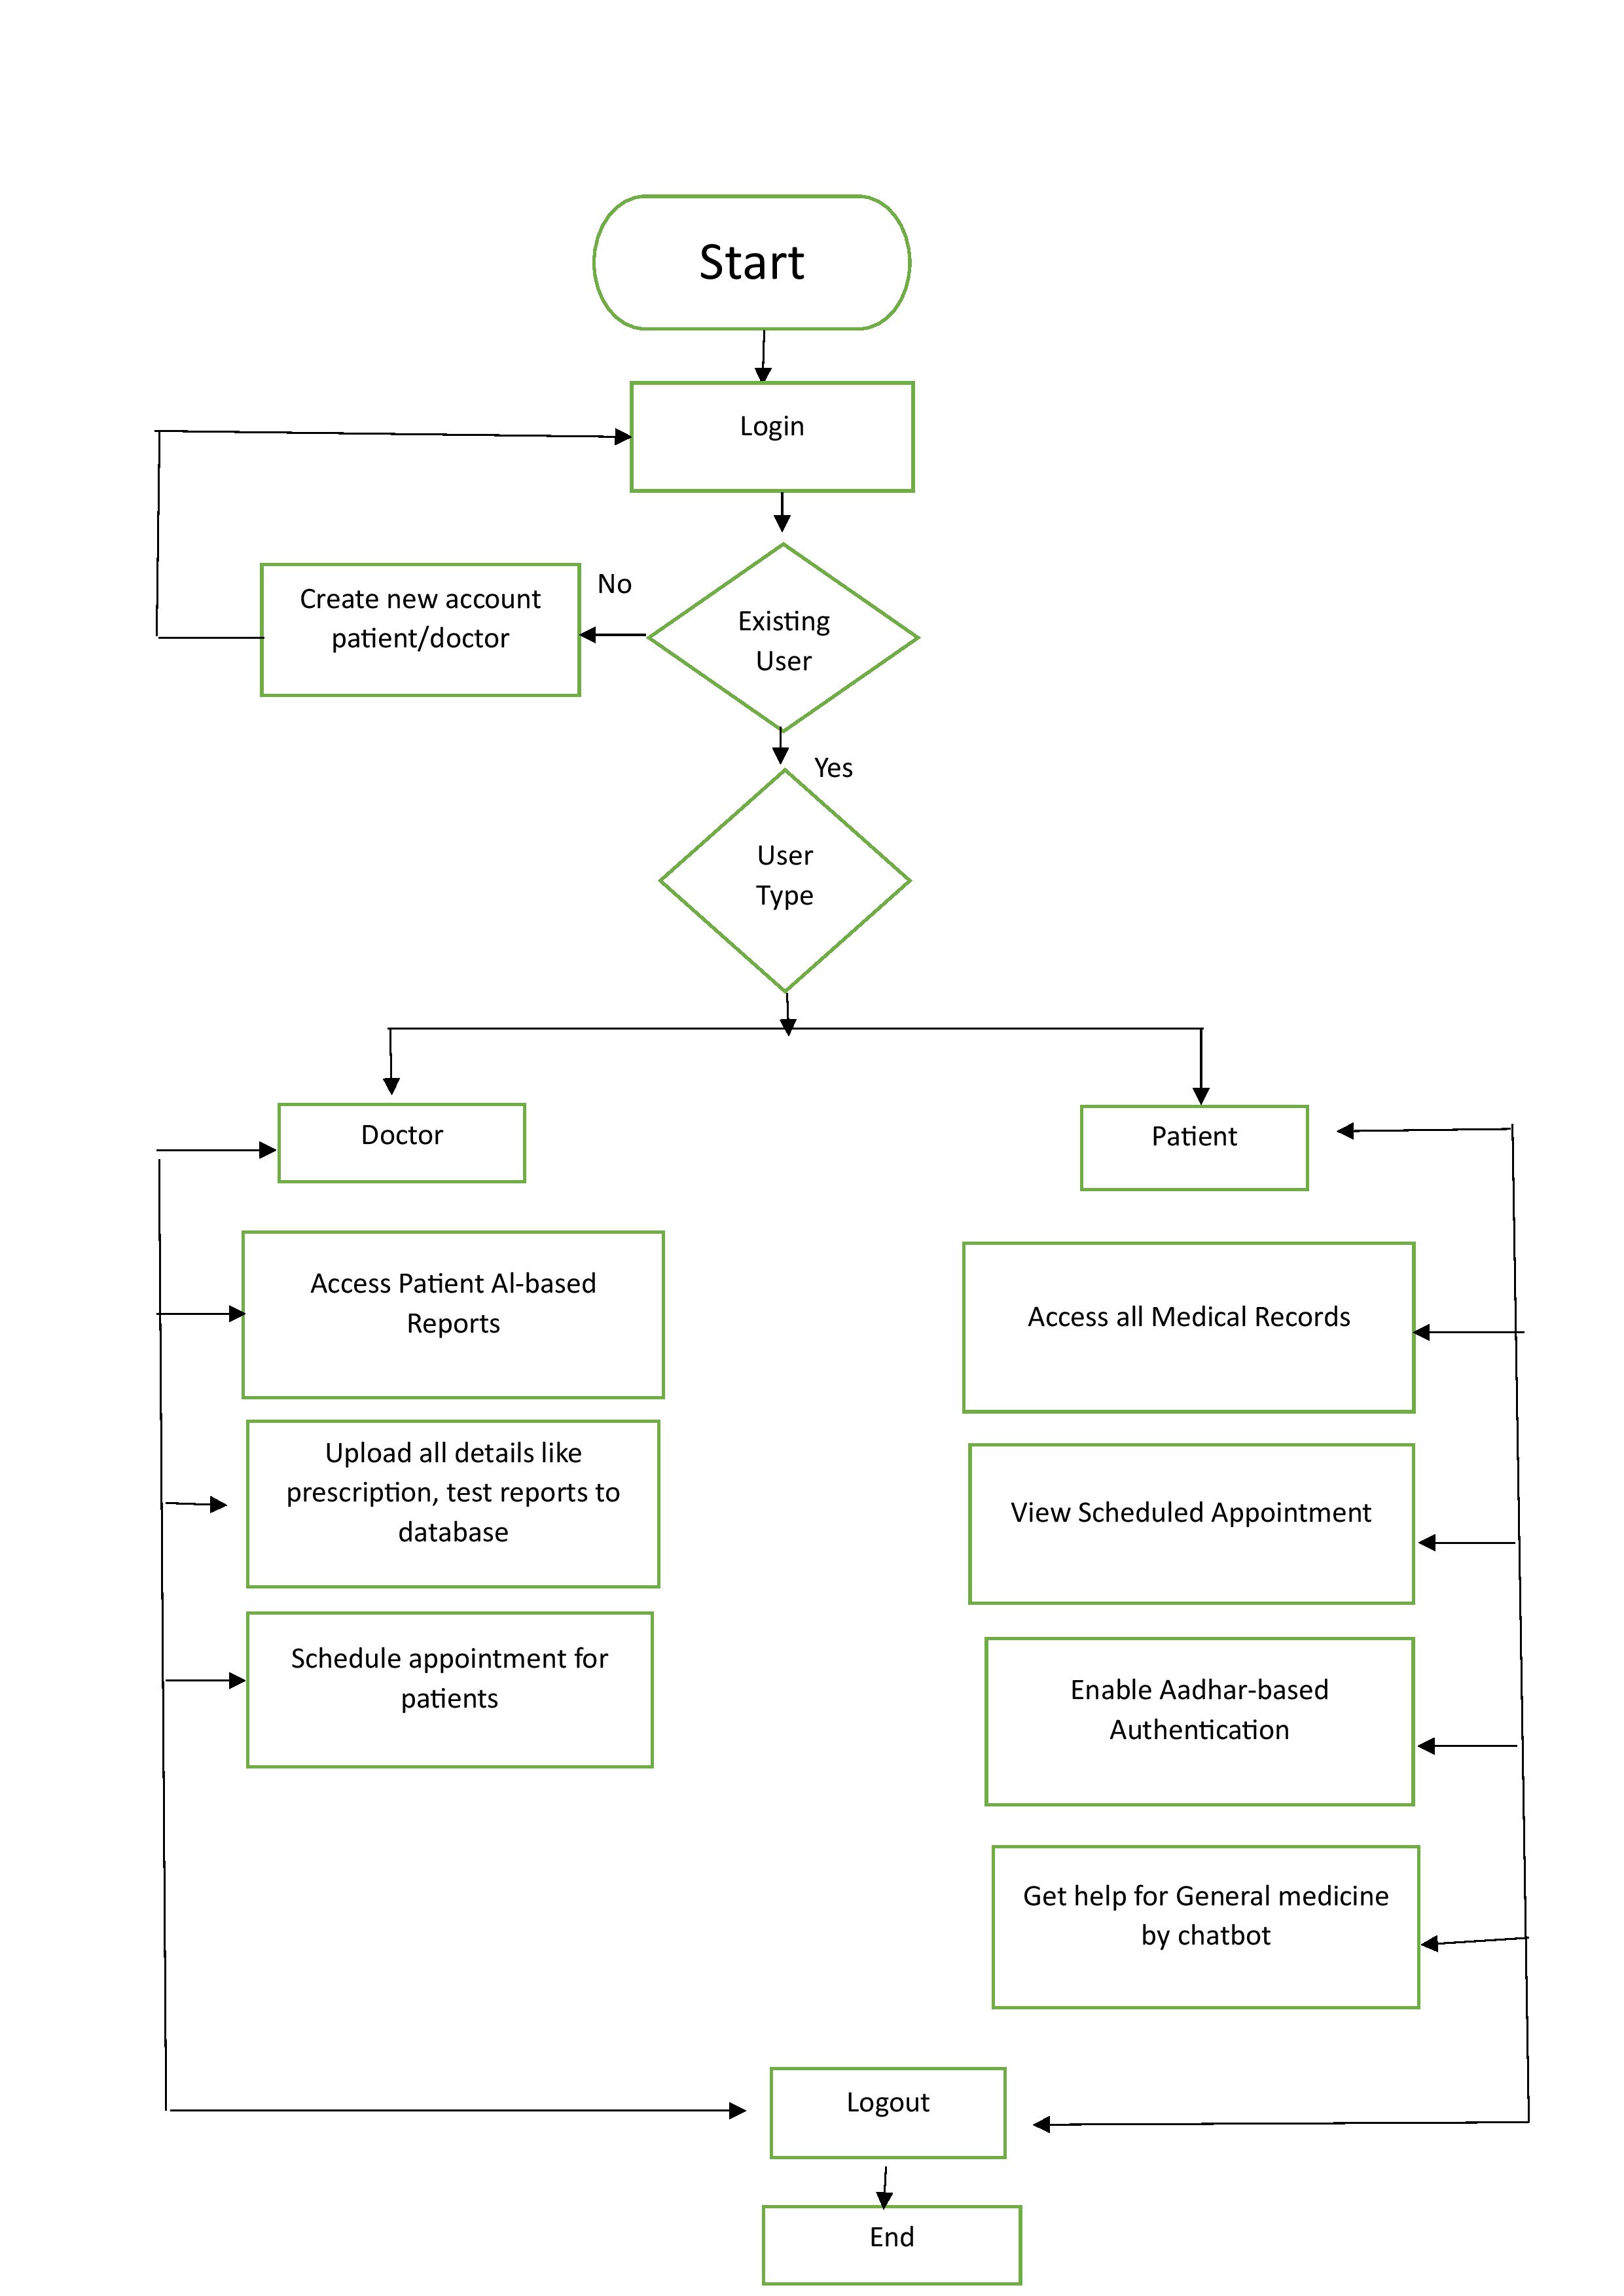 Start
Login
No
Create new account
patient/doctor
Existing
User
Yes
User
Type
Doctor
Patient
Access Patient AI-based
Reports
Access all Medical Records
Upload all details like
prescription, test reports to
database
View Scheduled Appointment
Schedule appointment for
patients
Enable Aadhar-based
Authentication
Get help for General medicine
by chatbot
Logout
End